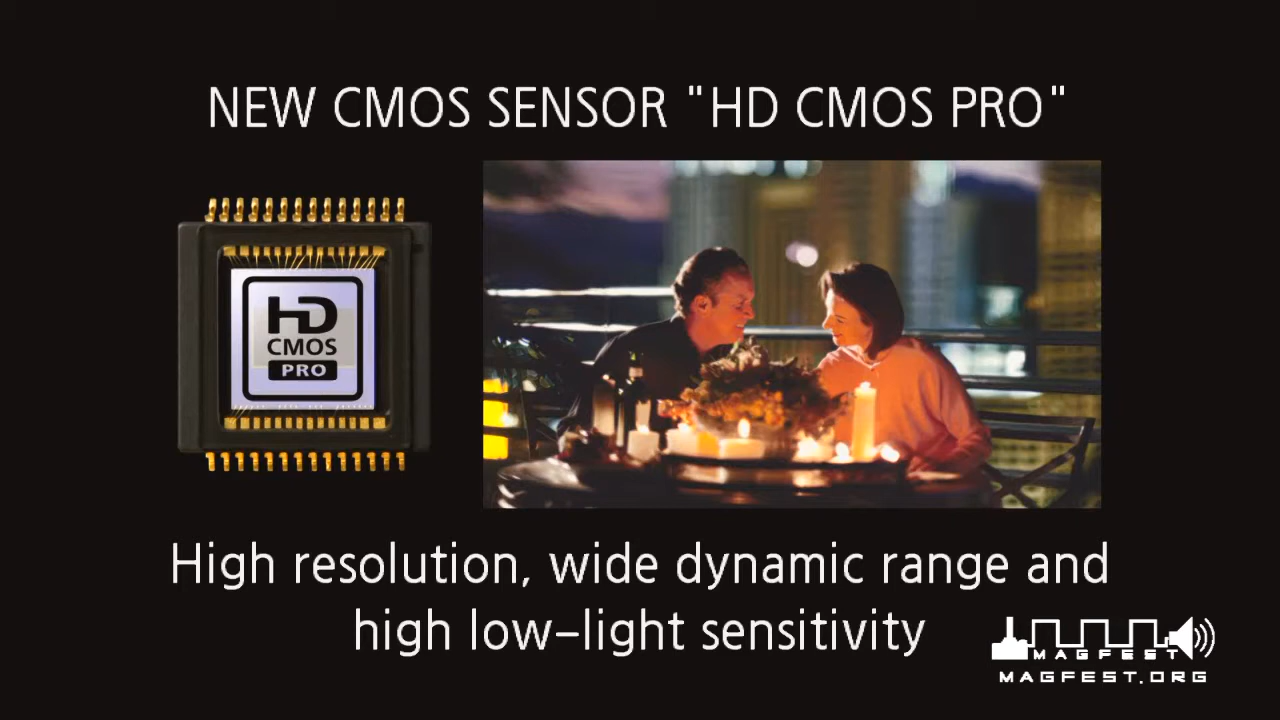 NEW CMOS SENSOR "HD CMOS PRO"
HD
CMOS
PRO
High resolution, wide dynamic range and
high low–light sensitivity
MAGFEST
MAGFEST.ORG